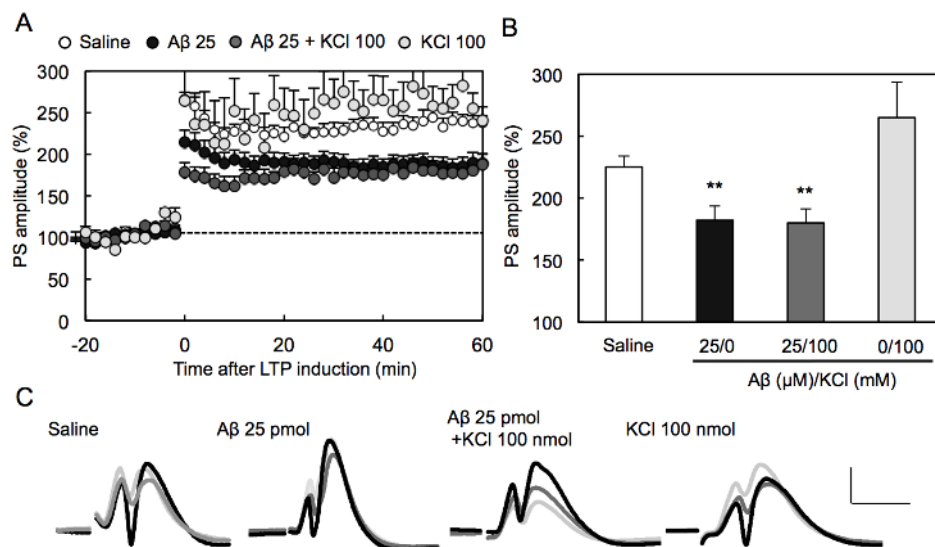 A
Saline Aβ 25 Aβ 25 + KCl 100 KCl 100
300
250
200
150
100
50
0
PS amplitude (%)
-20 0 20 40 60
Time after LTP induction (min)
B
300
250
200
150
100
PS amplitude (%)
** **
Saline 25/0 25/100 0/100
Aβ (μM)/KCl (mM)
C
Saline
Aβ 25 pmol
Aβ 25 pmol
+KCl 100 nmol
KCl 100 nmol